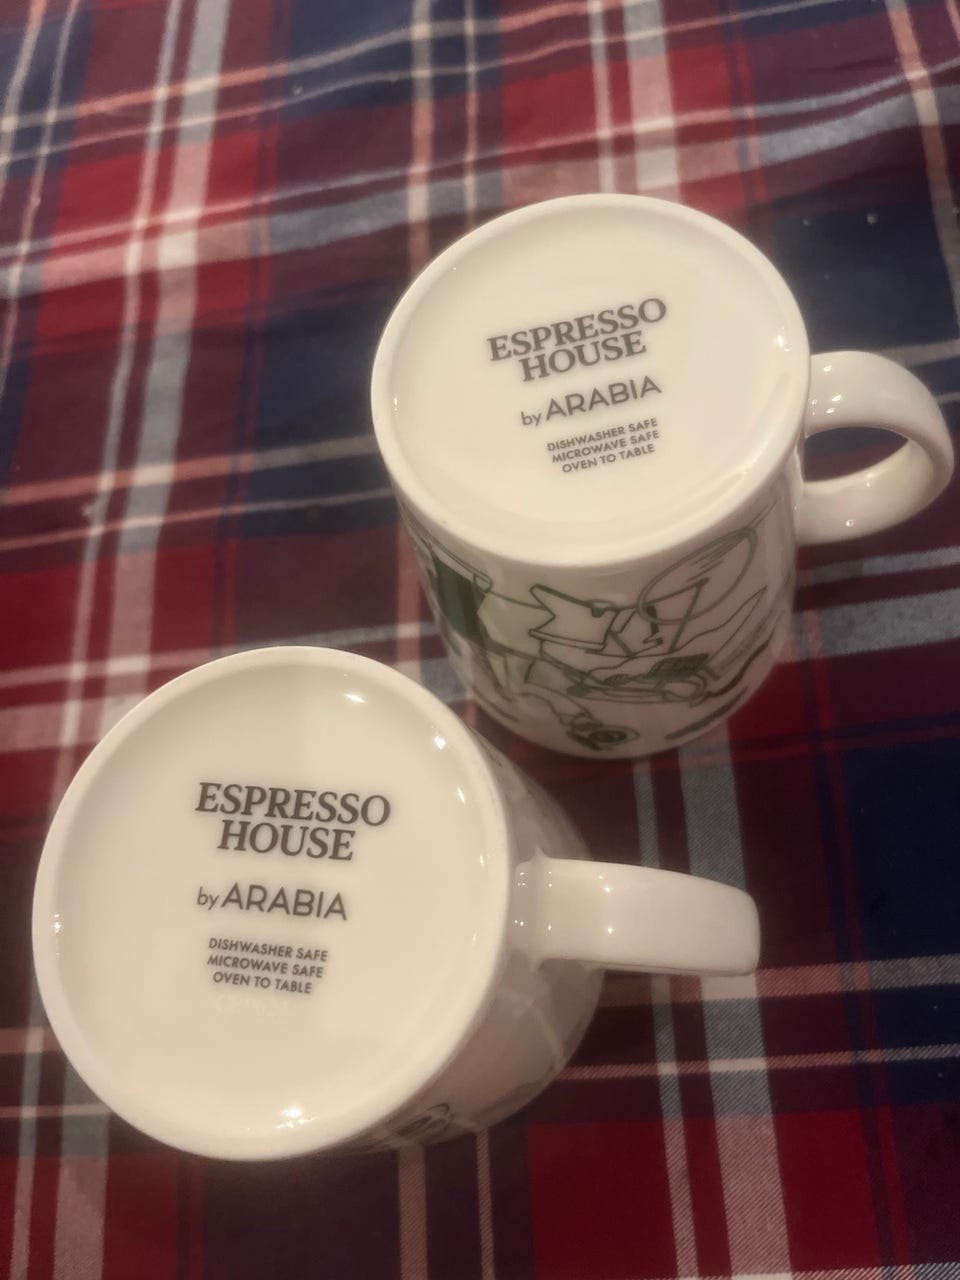 ESPRESSO
HOUSE
by ARABIA
DISHWASHER SAFE
MICROWAVE SAFE
OVEN TO TABLE
ESPRESSO
HOUSE
by ARABIA
DISHWASHER SAFE
MICROWAVE SAFE
OVEN TO TABLE